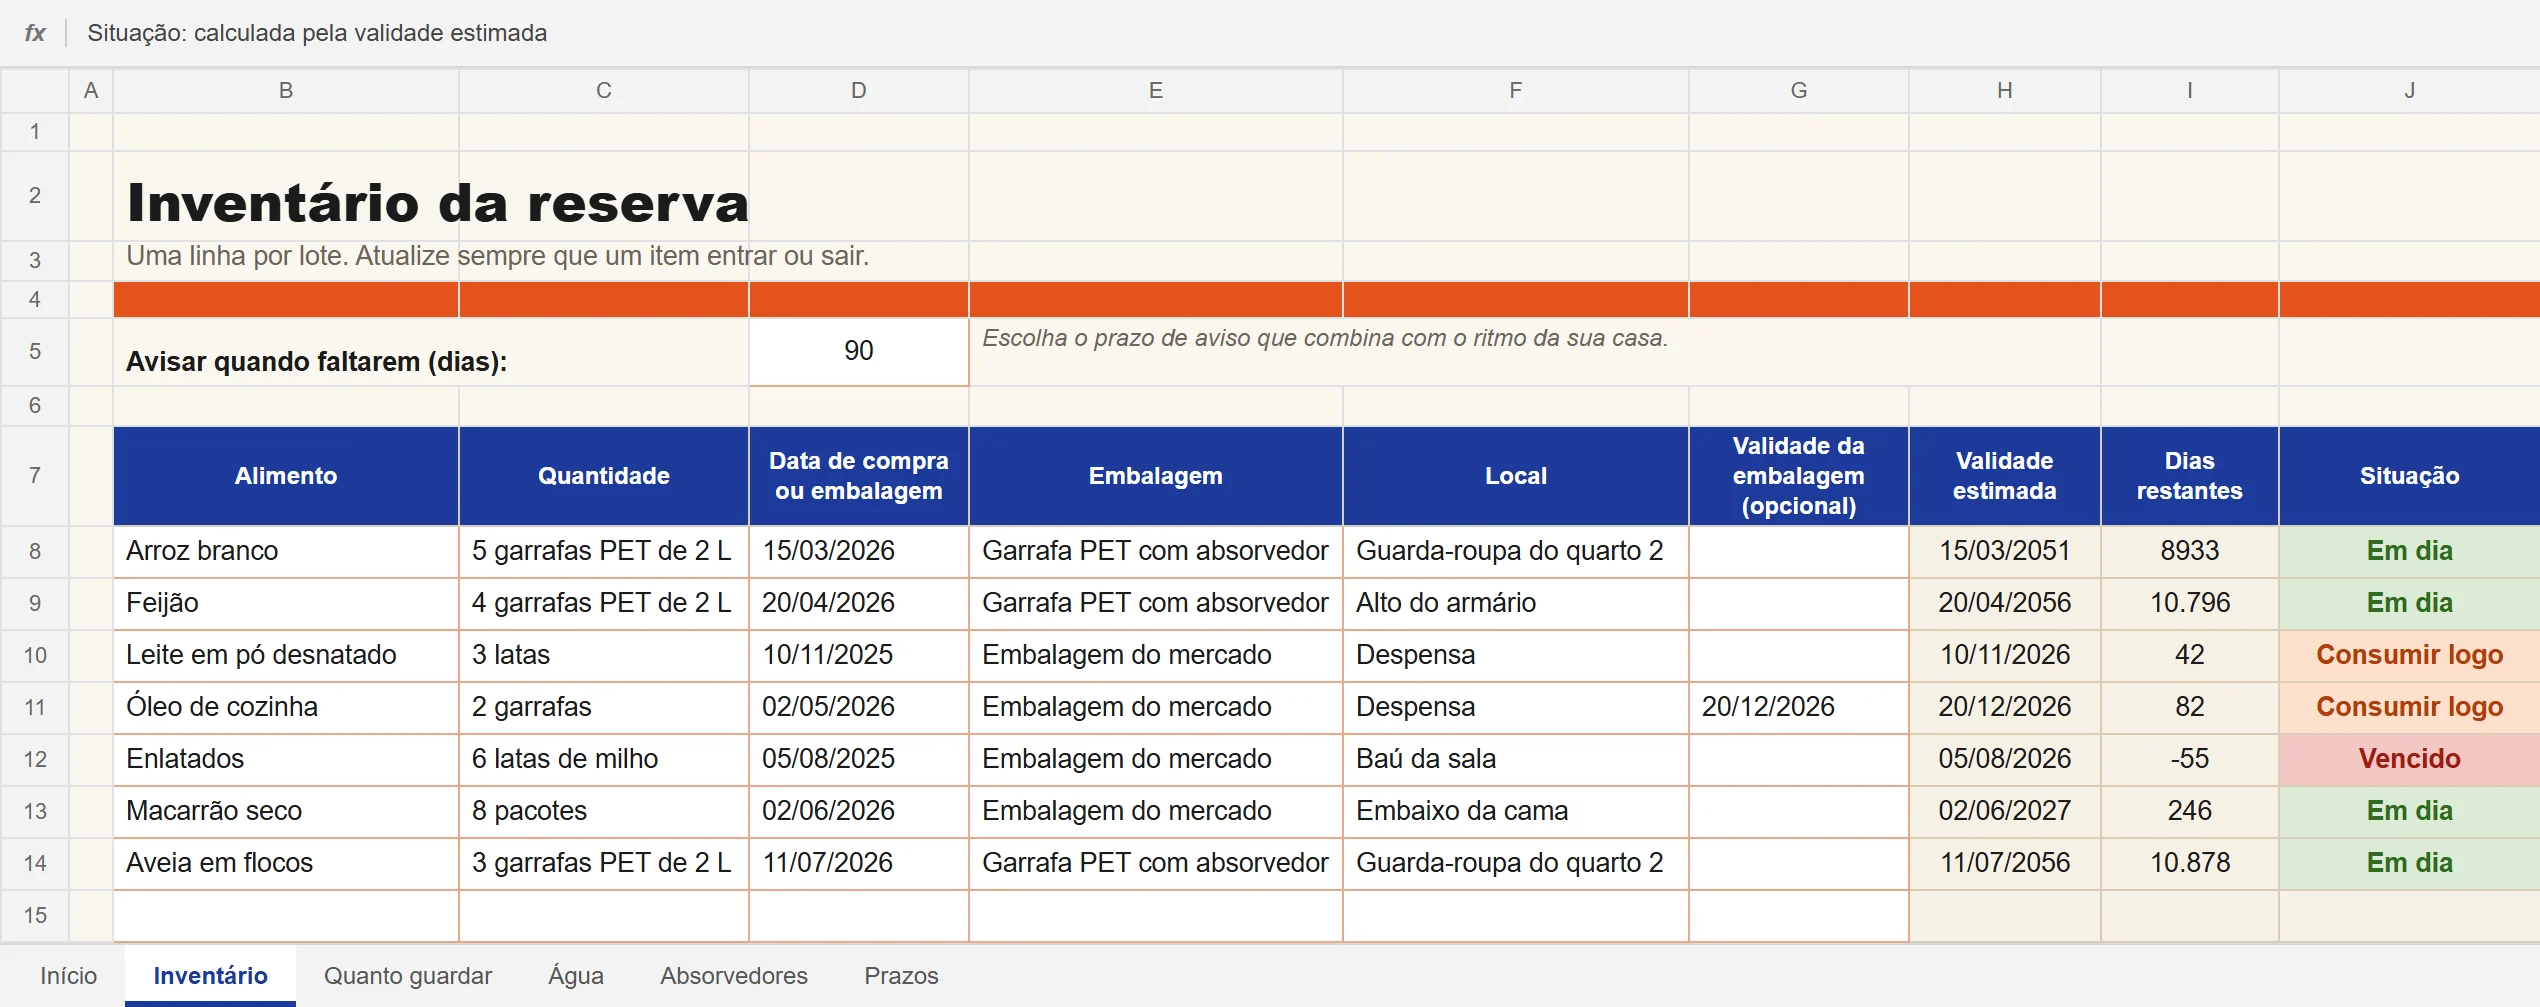 fx Situação: calculada pela validade estimada
A B C D E F G H I J
1
2 Inventário da reserva
3 Uma linha por lote. Atualize sempre que um item entrar ou sair.
4
5 Avisar quando faltarem (dias): 90 Escolha o prazo de aviso que combina com o ritmo da sua casa.
6
7 Alimento Quantidade Data de compra ou embalagem Embalagem Local Validade da embalagem (opcional) Validade estimada Dias restantes Situação
8 Arroz branco 5 garrafas PET de 2 L 15/03/2026 Garrafa PET com absorvedor Guarda-roupa do quarto 2 15/03/2051 8933 Em dia
9 Feijão 4 garrafas PET de 2 L 20/04/2026 Garrafa PET com absorvedor Alto do armário 20/04/2056 10.796 Em dia
10 Leite em pó desnatado 3 latas 10/11/2025 Embalagem do mercado Despensa 10/11/2026 42 Consumir logo
11 Óleo de cozinha 2 garrafas 02/05/2026 Embalagem do mercado Despensa 20/12/2026 20/12/2026 82 Consumir logo
12 Enlatados 6 latas de milho 05/08/2025 Embalagem do mercado Baú da sala 05/08/2026 -55 Vencido
13 Macarrão seco 8 pacotes 02/06/2026 Embalagem do mercado Embaixo da cama 02/06/2027 246 Em dia
14 Aveia em flocos 3 garrafas PET de 2 L 11/07/2026 Garrafa PET com absorvedor Guarda-roupa do quarto 2 11/07/2056 10.878 Em dia
15
Início Inventário Quanto guardar Água Absorvedores Prazos